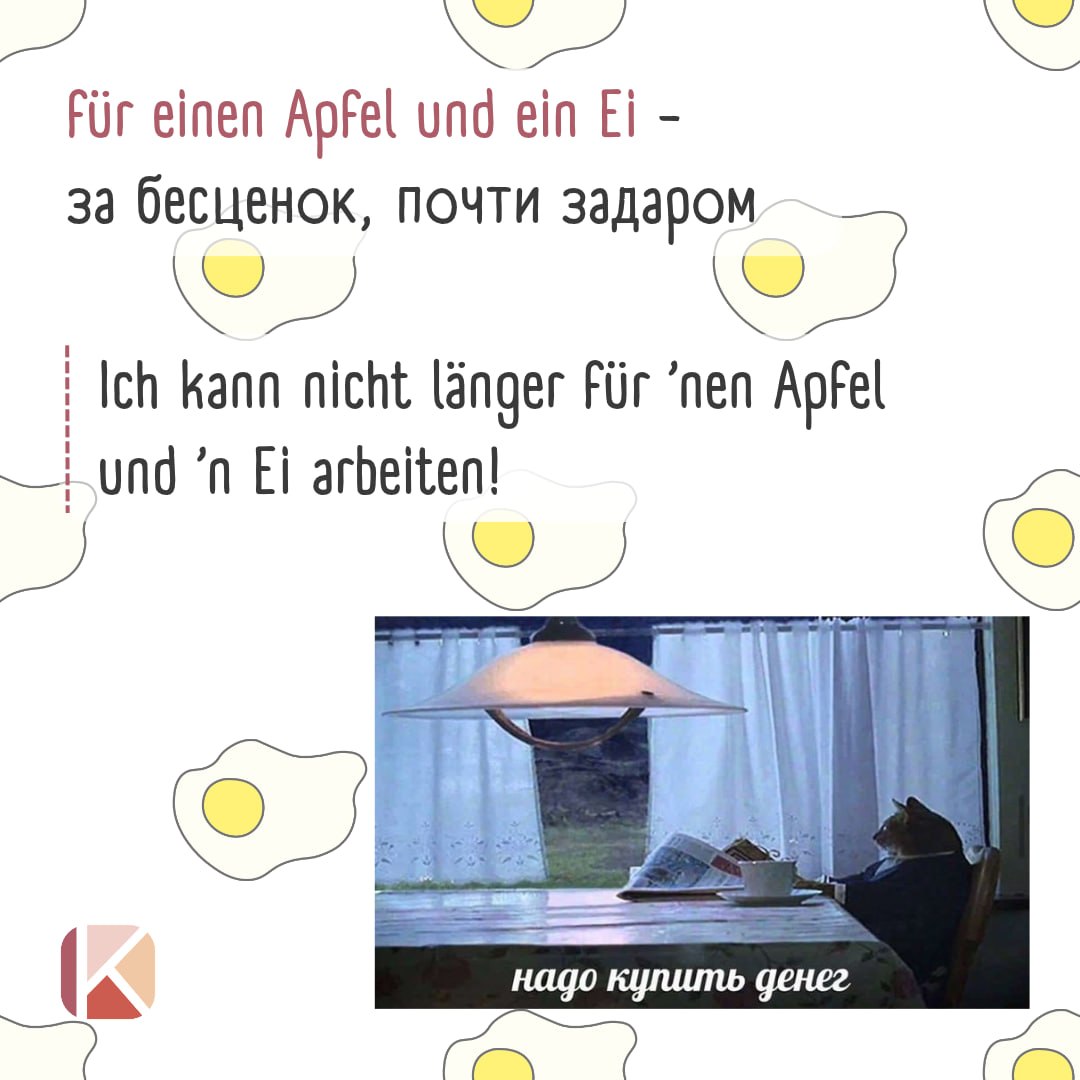 für einen Apfel und ein Ei –
за бесценок, почти задаром
Ich kann nicht länger für ’nen Apfel
und ’n Ei arbeiten!
надо купить денег
K